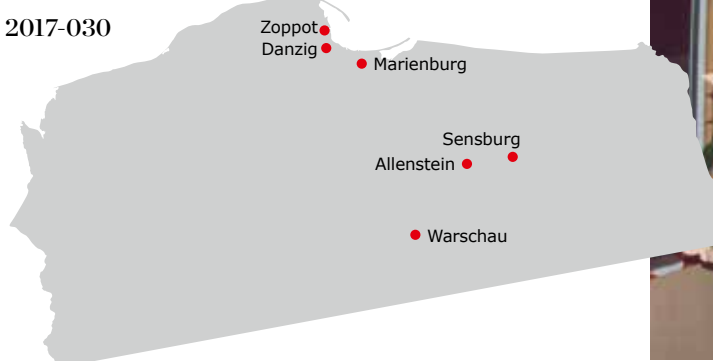 2017-030
Zoppot
Danzig
Marienburg
Sensburg
Allenstein
Warschau